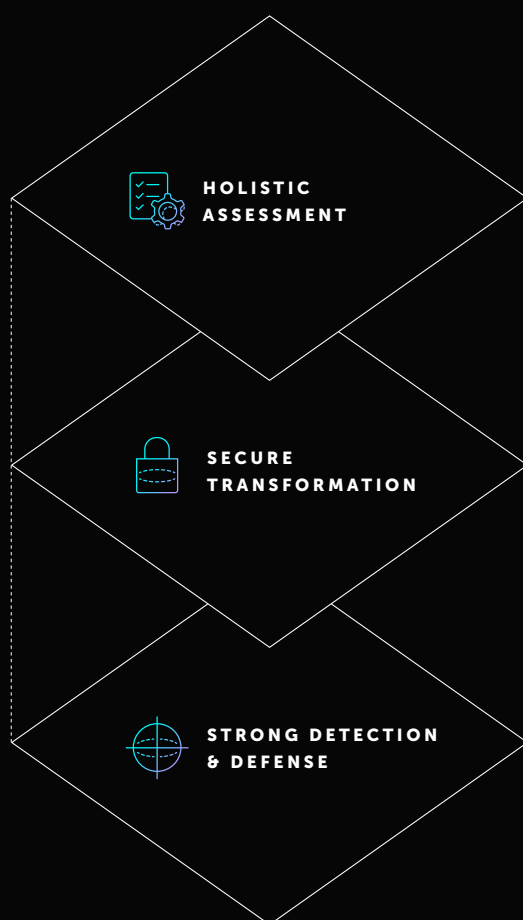 HOLISTIC
ASSESSMENT
SECURE
TRANSFORMATION
STRONG DETECTION
& DEFENSE